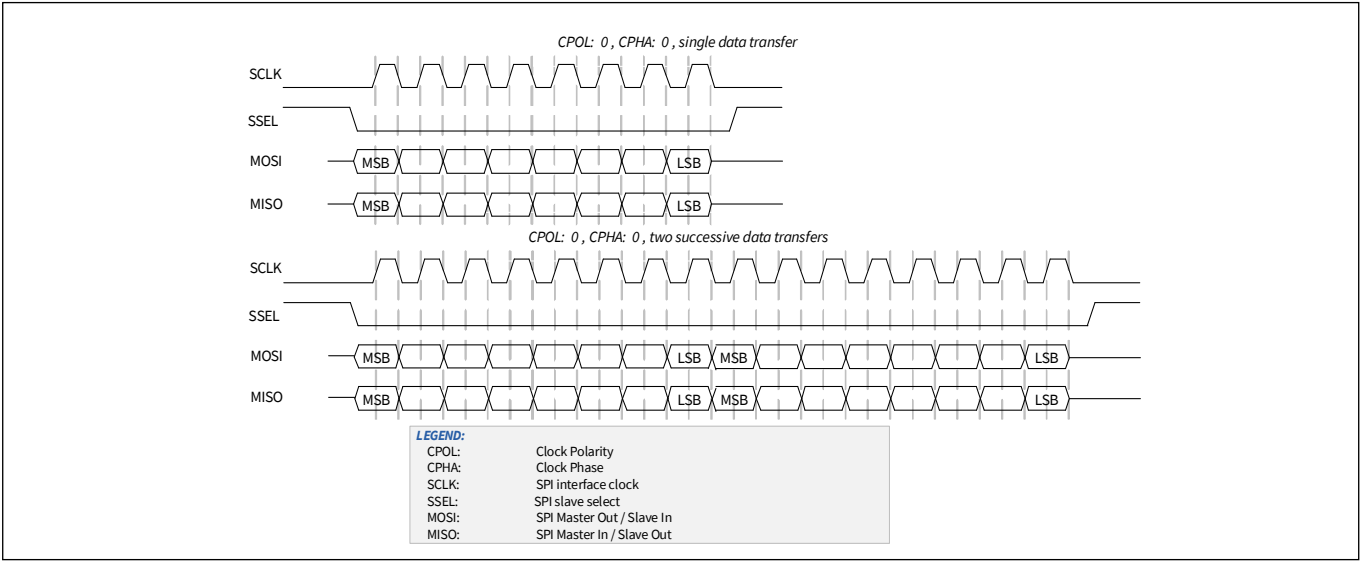 CPOL: 0 , CPHA: 0 , single data transfer
SCLK
SSEL
MOSI MSB LSB
MISO MSB LSB
CPOL: 0 , CPHA: 0 , two successive data transfers
SCLK
SSEL
MOSI MSB LSB MSB LSB
MISO MSB LSB MSB LSB
LEGEND:
CPOL: Clock Polarity
CPHA: Clock Phase
SCLK: SPI interface clock
SSEL: SPI slave select
MOSI: SPI Master Out / Slave In
MISO: SPI Master In / Slave Out